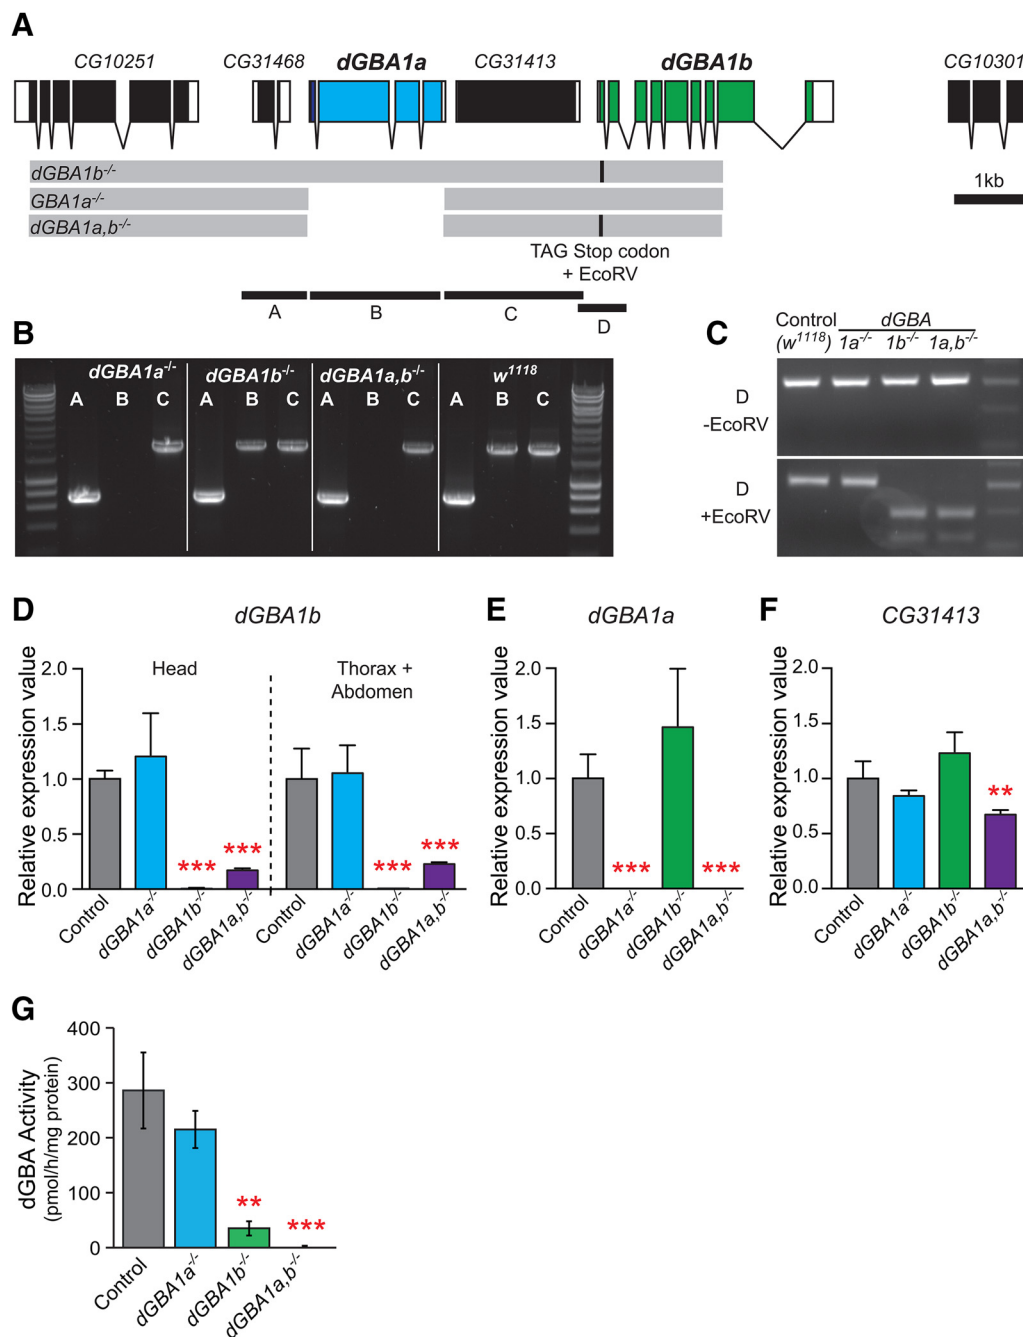 A
CG10251 CG31468 dGBA1a CG31413 dGBA1b CG10301
dGBA1b-/-
GBA1a-/-
dGBA1a,b-/-
1kb
TAG Stop codon
+ EcoRV
A B C D
B
dGBA1a-/- dGBA1b-/- dGBA1a,b-/- w1118
A B C A B C A B C A B C
C
Control dGBA
(w1118) 1a-/- 1b-/- 1a,b-/-
D
-EcoRV
D
+EcoRV
D
dGBA1b
Head
Thorax +
Abdomen
Relative expression value
2.0
1.5
1.0
0.5
0.0
*** *** *** ***
Control dGBA1a-/- dGBA1b-/- dGBA1a,b-/- Control dGBA1a-/- dGBA1b-/- dGBA1a,b-/-
E
dGBA1a
Relative expression value
2.0
1.5
1.0
0.5
0.0
*** ***
Control dGBA1a-/- dGBA1b-/- dGBA1a,b-/-
F
CG31413
Relative expression value
2.0
1.5
1.0
0.5
0.0
**
Control dGBA1a-/- dGBA1b-/- dGBA1a,b-/-
G
dGBA Activity
(pmol/h/mg protein)
400
300
200
100
0
** ***
Control dGBA1a-/- dGBA1b-/- dGBA1a,b-/-